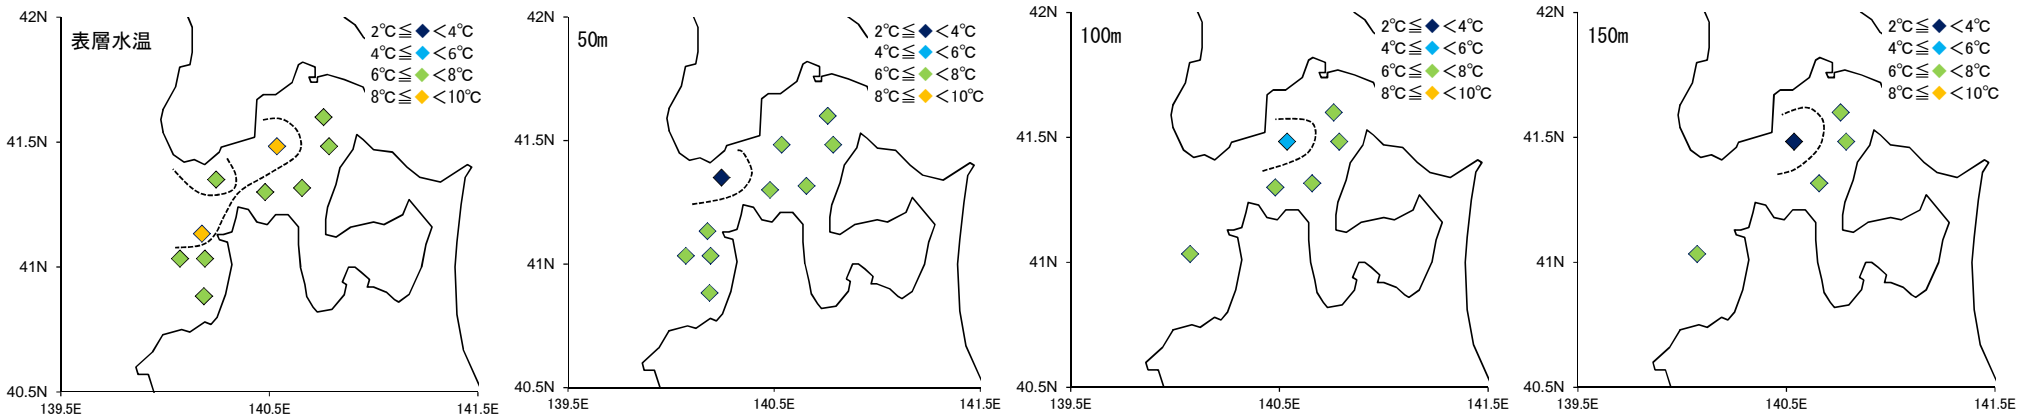 42N
表層水温
2℃≦◆<4℃
4℃≦◆<6℃
6℃≦◆<8℃
8℃≦◆<10℃
41.5N
41N
40.5N
139.5E
140.5E
141.5E
42N
50m
2℃≦◆<4℃
4℃≦◆<6℃
6℃≦◆<8℃
8℃≦◆<10℃
41.5N
41N
40.5N
139.5E
140.5E
141.5E
42N
100m
2℃≦◆<4℃
4℃≦◆<6℃
6℃≦◆<8℃
8℃≦◆<10℃
41.5N
41N
40.5N
139.5E
140.5E
141.5E
42N
150m
2℃≦◆<4℃
4℃≦◆<6℃
6℃≦◆<8℃
8℃≦◆<10℃
41.5N
41N
40.5N
139.5E
140.5E
141.5E